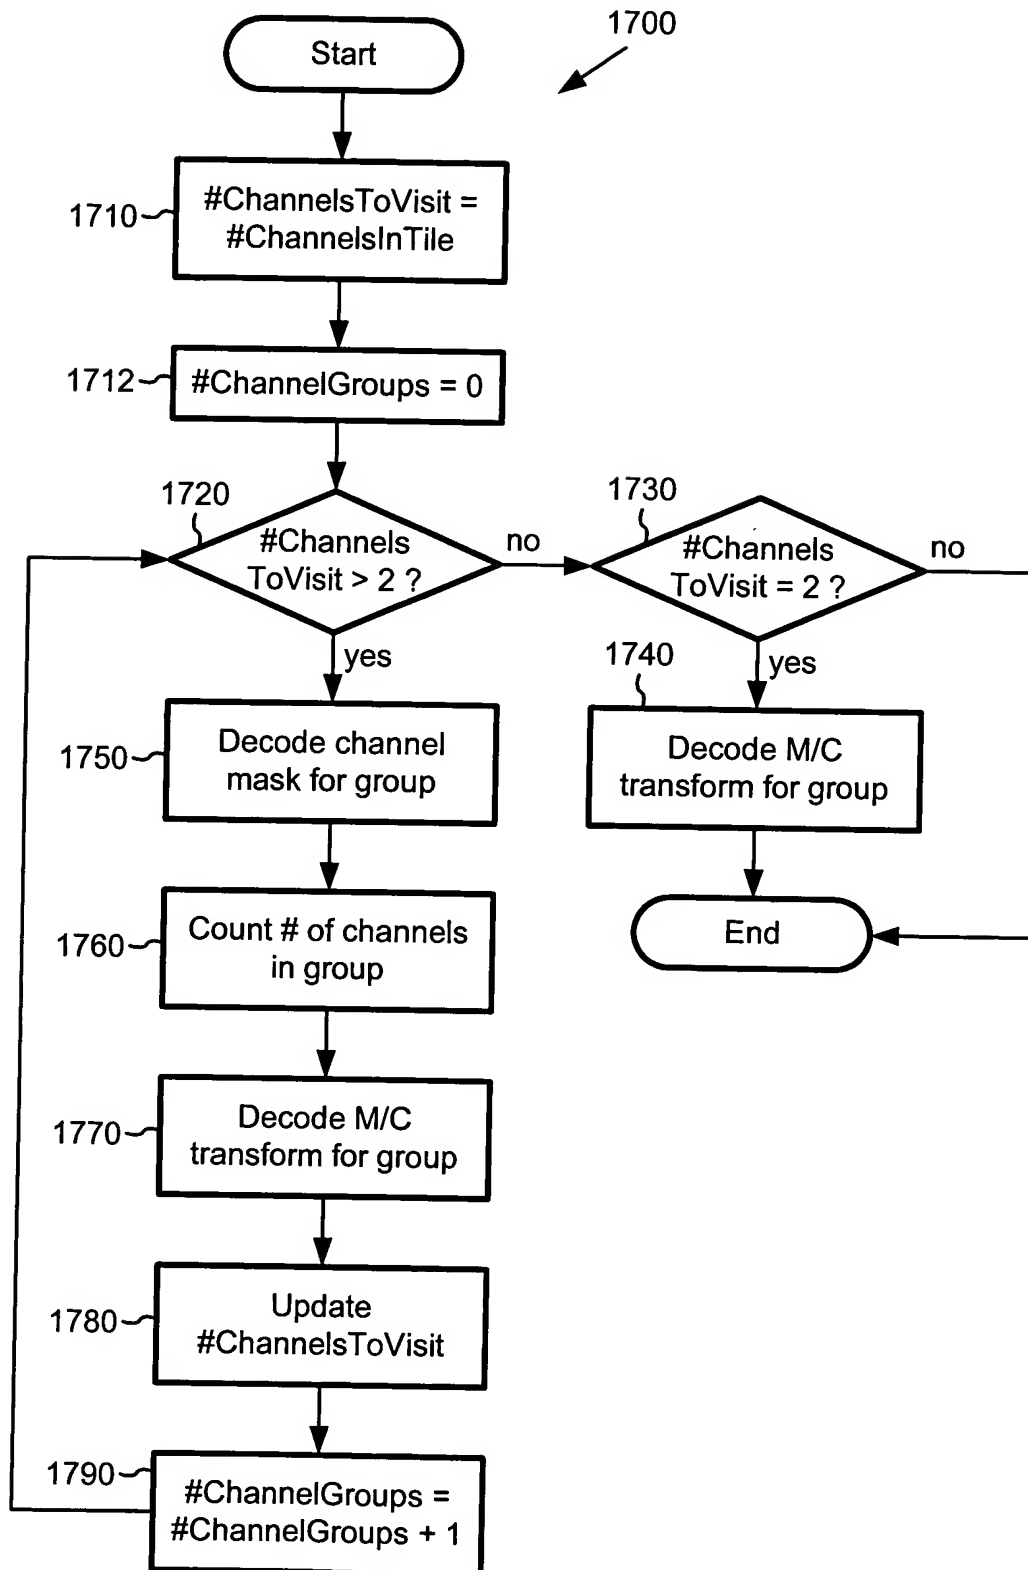 1700
Start
1710
#ChannelsToVisit =
#ChannelsInTile
1712
#ChannelGroups = 0
1720
#Channels
ToVisit > 2 ?
no
yes
1730
#Channels
ToVisit = 2 ?
no
yes
1740
Decode M/C
transform for group
End
1750
Decode channel
mask for group
1760
Count # of channels
in group
1770
Decode M/C
transform for group
1780
Update
#ChannelsToVisit
1790
#ChannelGroups =
#ChannelGroups + 1